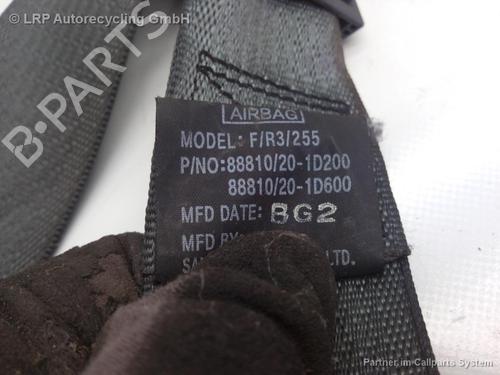 LRP Autorecycling GmbH
AIRBAG
MODEL: F/R3/255
P/NO:88810/20-1D200
88810/20-1D600
MFD DATE: BG2
MFD BY
LTD.
Partner im Callparts System